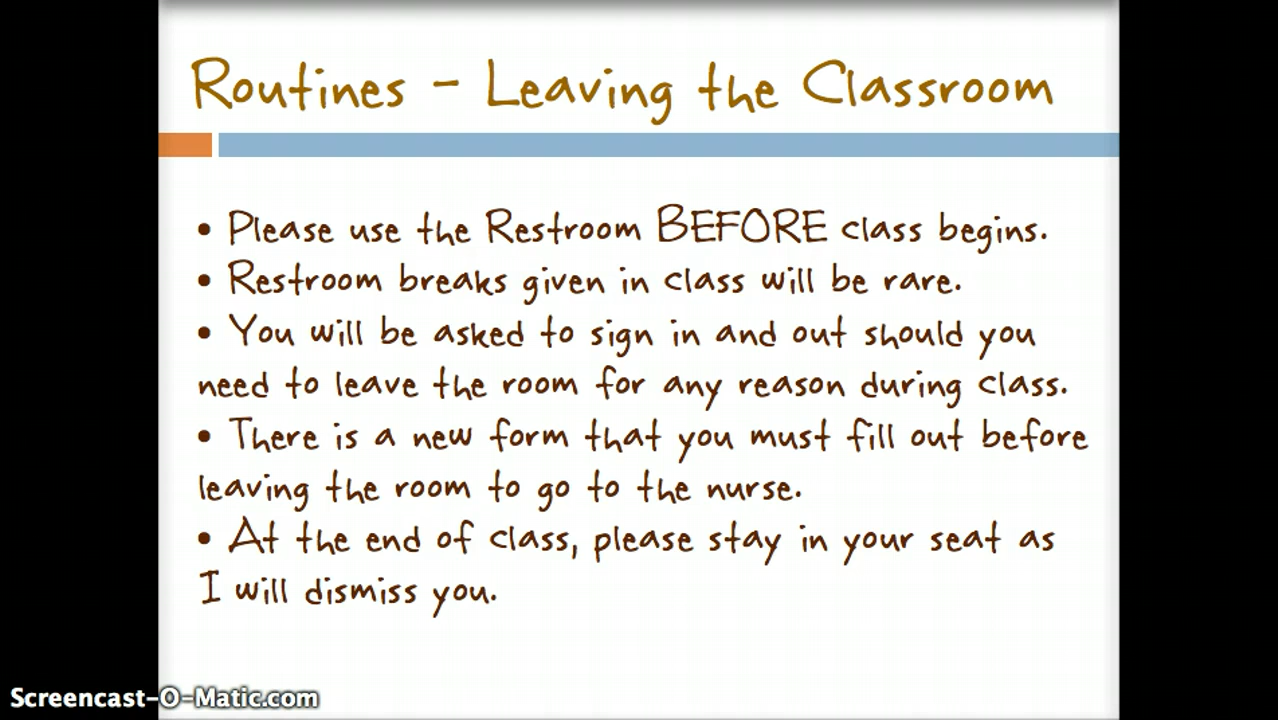 Routines - Leaving the Classroom
• Please use the Restroom BEFORE class begins.
• Restroom breaks given in class will be rare.
• You will be asked to sign in and out should you
need to leave the room for any reason during class.
• There is a new form that you must fill out before
leaving the room to go to the nurse.
• At the end of class, please stay in your seat as
I will dismiss you.
Screencast-O-Matic.com